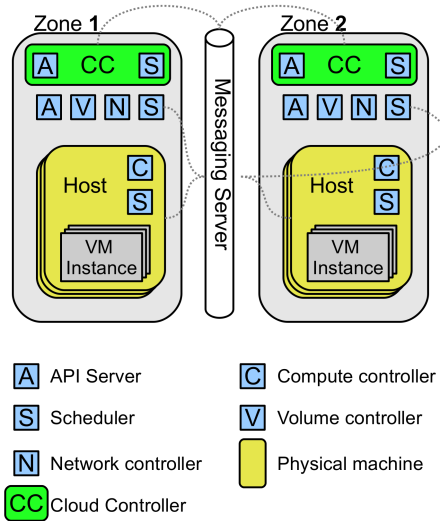 Zone 1
Zone 2
A CC S
A CC S
A V N S
A V N S
Messaging Server
C
Host
S
VM
Instance
C
Host
S
VM
Instance
A API Server
C Compute controller
S Scheduler
V Volume controller
N Network controller
Physical machine
CC Cloud Controller